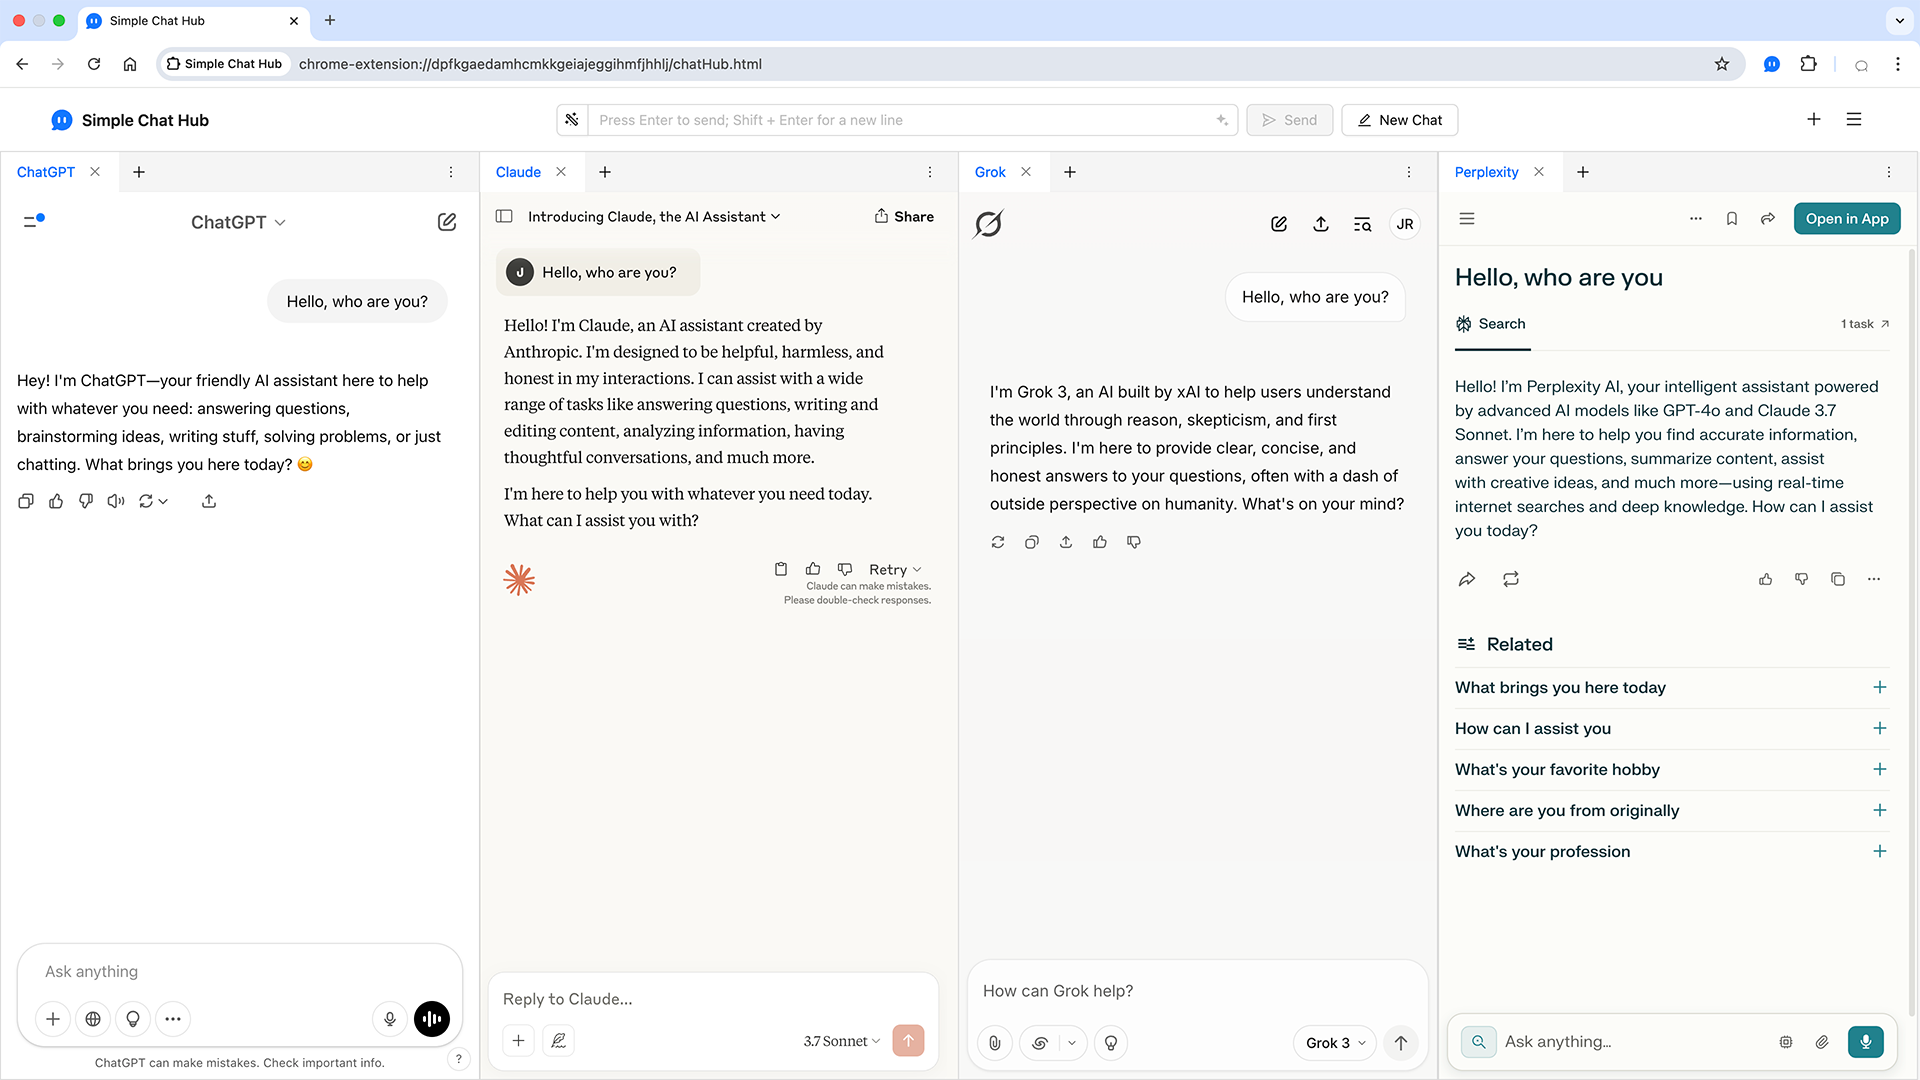 Simple Chat Hub
Simple Chat Hub
chrome-extension://dpfkgaedamhcmkkgeiajeggihmfjhhlj/chatHub.html
Simple Chat Hub
Press Enter to send; Shift + Enter for a new line
Send
New Chat
ChatGPT
ChatGPT
Hello, who are you?
Hey! I'm ChatGPT—your friendly AI assistant here to help
with whatever you need: answering questions,
brainstorming ideas, writing stuff, solving problems, or just
chatting. What brings you here today? 😊
Ask anything
ChatGPT can make mistakes. Check important info.
?
Claude
Introducing Claude, the AI Assistant
Share
J
Hello, who are you?
Hello! I'm Claude, an AI assistant created by
Anthropic. I'm designed to be helpful, harmless, and
honest in my interactions. I can assist with a wide
range of tasks like answering questions, writing and
editing content, analyzing information, having
thoughtful conversations, and much more.
I'm here to help you with whatever you need today.
What can I assist you with?
Retry
Claude can make mistakes.
Please double-check responses.
Reply to Claude...
3.7 Sonnet
Grok
JR
Hello, who are you?
I'm Grok 3, an AI built by xAI to help users understand
the world through reason, skepticism, and first
principles. I'm here to provide clear, concise, and
honest answers to your questions, often with a dash of
outside perspective on humanity. What's on your mind?
How can Grok help?
Grok 3
Perplexity
Open in App
Hello, who are you
Search
1 task
Hello! I’m Perplexity AI, your intelligent assistant powered
by advanced AI models like GPT-4o and Claude 3.7
Sonnet. I’m here to help you find accurate information,
answer your questions, summarize content, assist
with creative ideas, and much more—using real-time
internet searches and deep knowledge. How can I assist
you today?
Related
What brings you here today
How can I assist you
What's your favorite hobby
Where are you from originally
What's your profession
Ask anything...